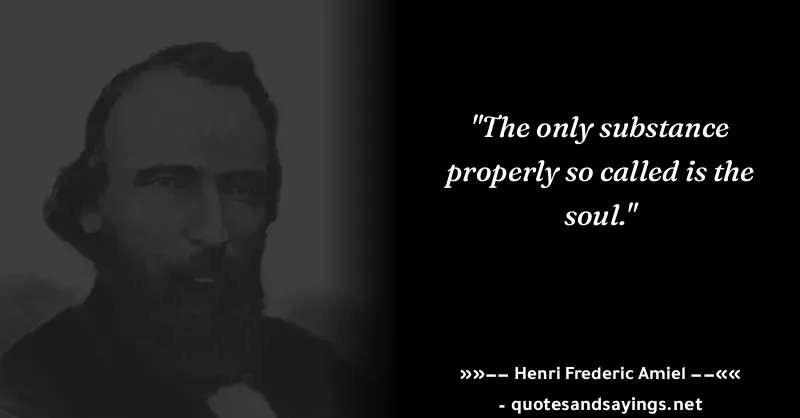 "The only substance
properly so called is the
soul."
»»–– Henri Frederic Amiel ––««
- quotesandsayings.net